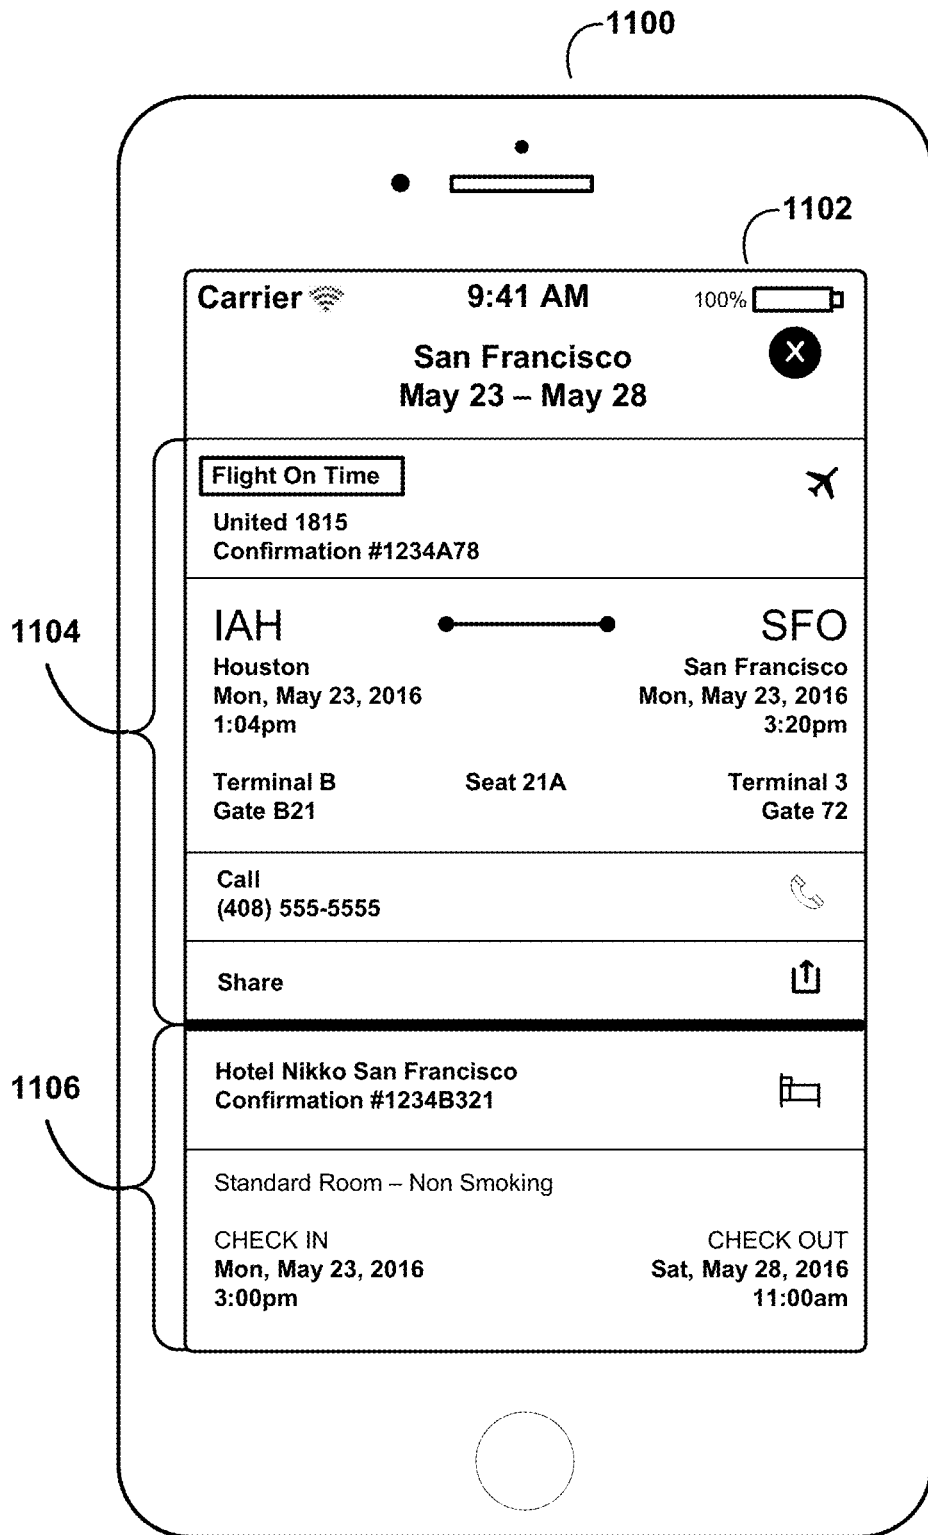 1100
1102
Carrier 9:41 AM 100%
San Francisco X
May 23 – May 28
Flight On Time
United 1815
Confirmation #1234A78
1104
IAH SFO
Houston San Francisco
Mon, May 23, 2016 Mon, May 23, 2016
1:04pm 3:20pm
Terminal B Seat 21A Terminal 3
Gate B21 Gate 72
Call
(408) 555-5555
Share
1106
Hotel Nikko San Francisco
Confirmation #1234B321
Standard Room – Non Smoking
CHECK IN CHECK OUT
Mon, May 23, 2016 Sat, May 28, 2016
3:00pm 11:00am